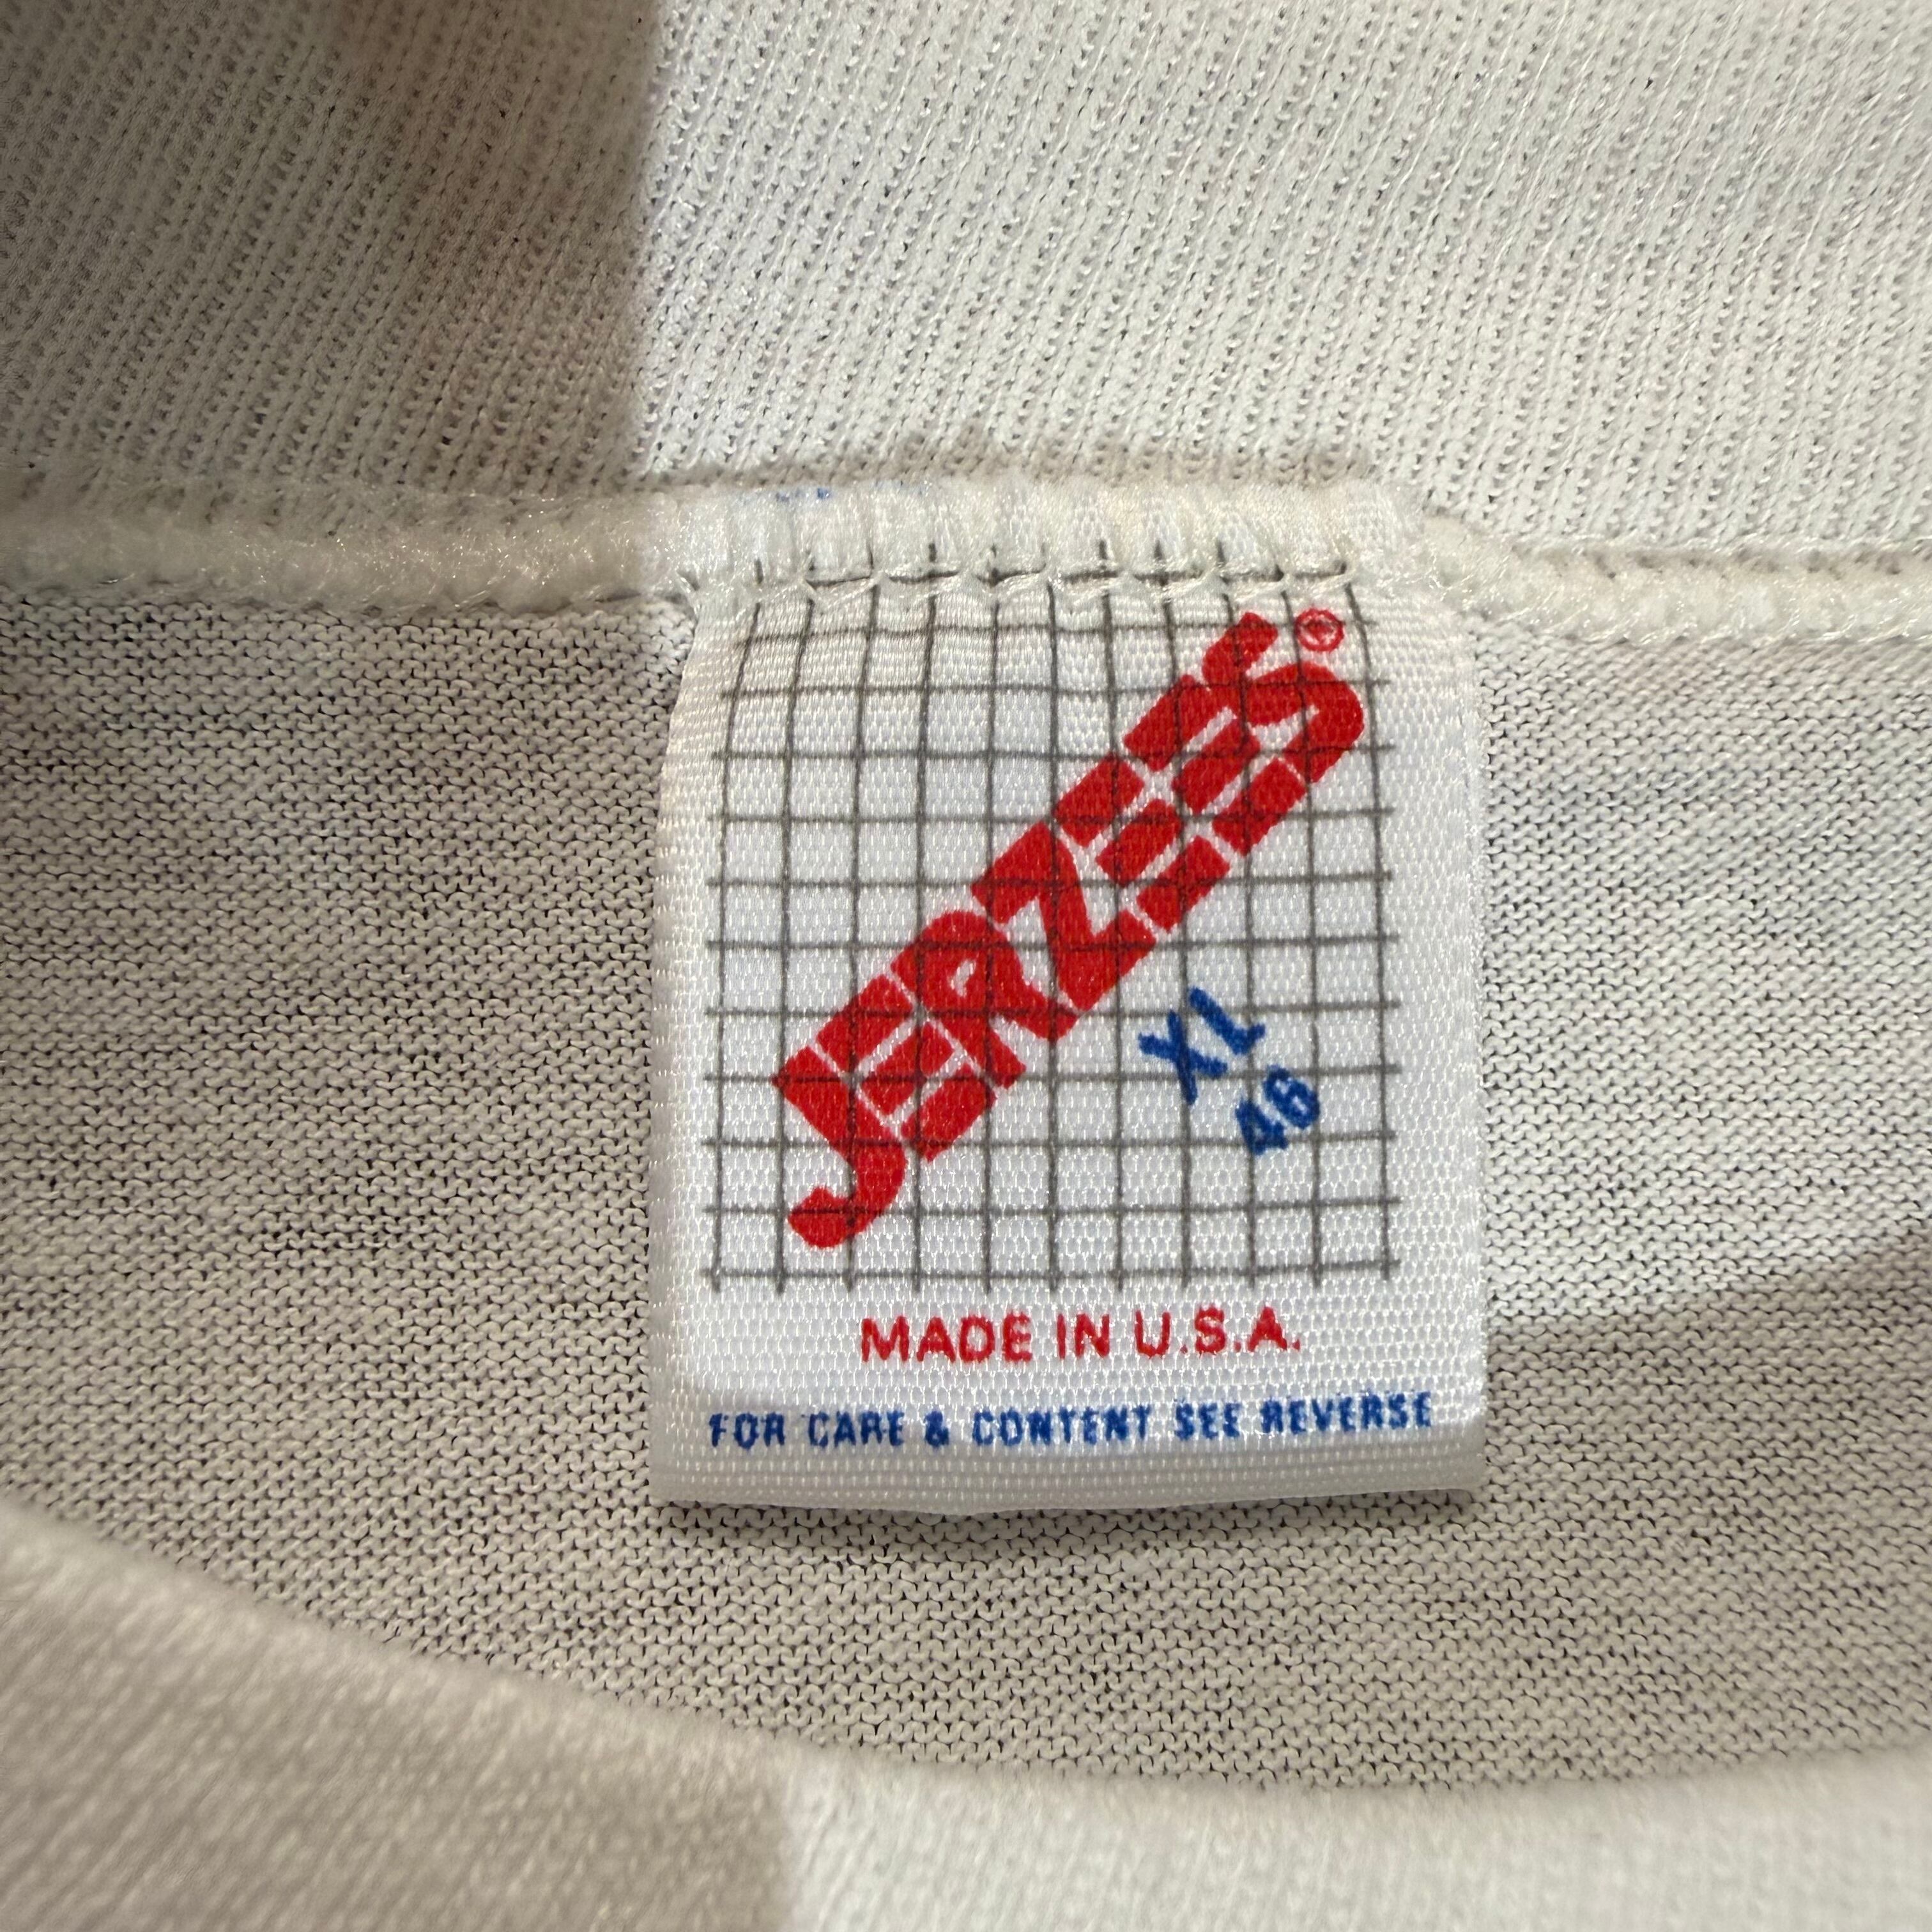 JERZEES®
XL
46
MADE IN U.S.A.
FOR CARE & CONTENT SEE REVERSE